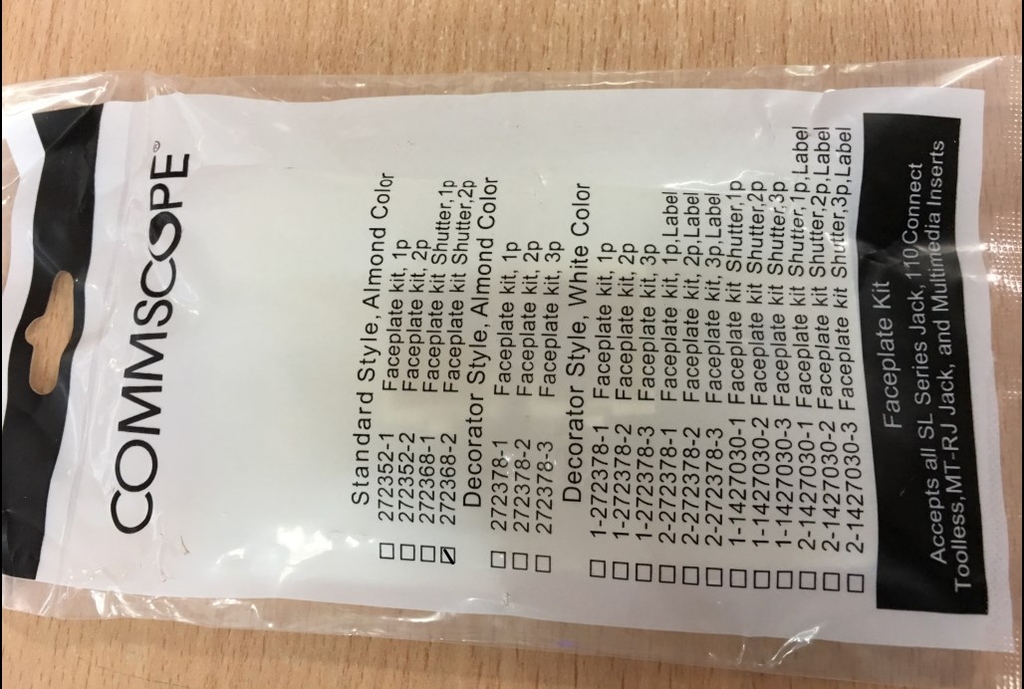 COMMSCOPE™
Standard Style, Almond Color
☐ 272352-1 Faceplate kit, 1p
☐ 272352-2 Faceplate kit, 2p
☐ 272368-1 Faceplate kit Shutter,1p
☑ 272368-2 Faceplate kit Shutter,2p
Decorator Style, Almond Color
☐ 272378-1 Faceplate kit, 1p
☐ 272378-2 Faceplate kit, 2p
☐ 272378-3 Faceplate kit, 3p
Decorator Style, White Color
☐ 1-272378-1 Faceplate kit, 1p
☐ 1-272378-2 Faceplate kit, 2p
☐ 1-272378-3 Faceplate kit, 3p
☐ 2-272378-1 Faceplate kit, 1p,Label
☐ 2-272378-2 Faceplate kit, 2p,Label
☐ 2-272378-3 Faceplate kit, 3p,Label
☐ 1-1427030-1 Faceplate kit Shutter,1p
☐ 1-1427030-2 Faceplate kit Shutter,2p
☐ 1-1427030-3 Faceplate kit Shutter,3p
☐ 2-1427030-1 Faceplate kit Shutter,1p,Label
☐ 2-1427030-2 Faceplate kit Shutter,2p,Label
☐ 2-1427030-3 Faceplate kit Shutter,3p,Label
Faceplate Kit
Accepts all SL Series Jack, 110Connect
Toolless,MT-RJ Jack, and Multimedia Inserts